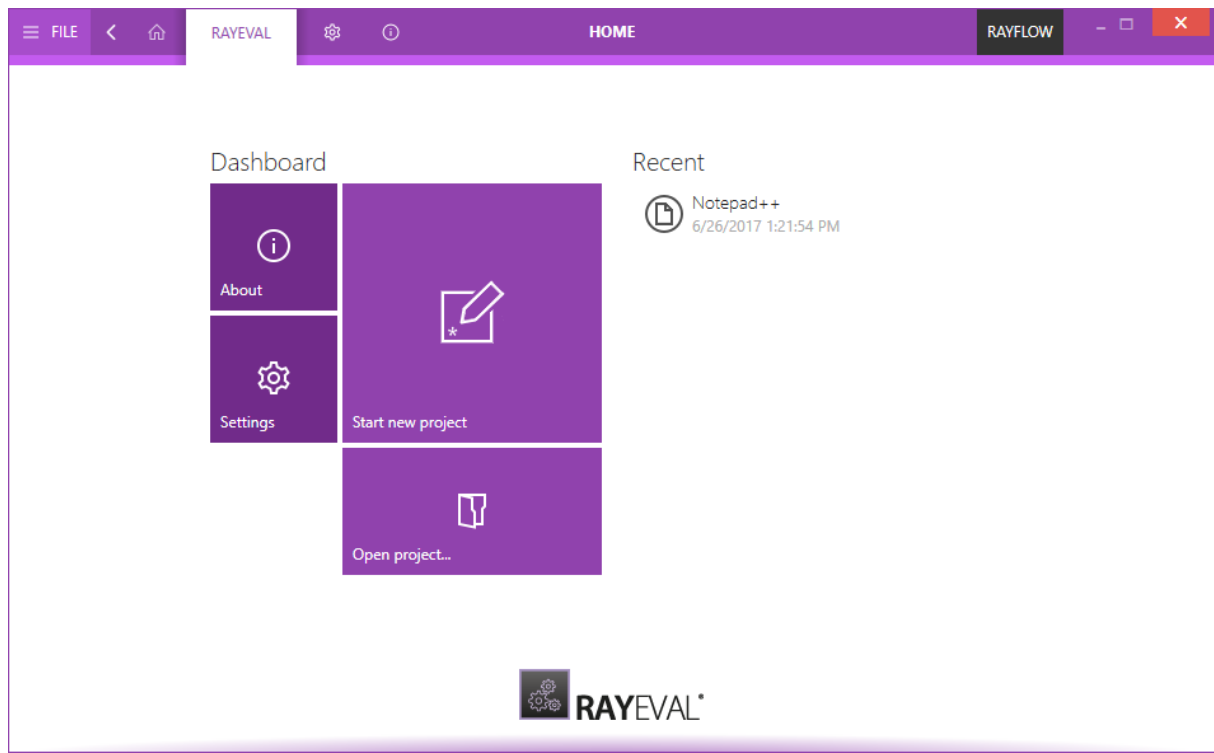 FILE
RAYEVAL
HOME
RAYFLOW
Dashboard
About
Settings
Start new project
Open project...
Recent
Notepad++
6/26/2017 1:21:54 PM
RAYEVAL